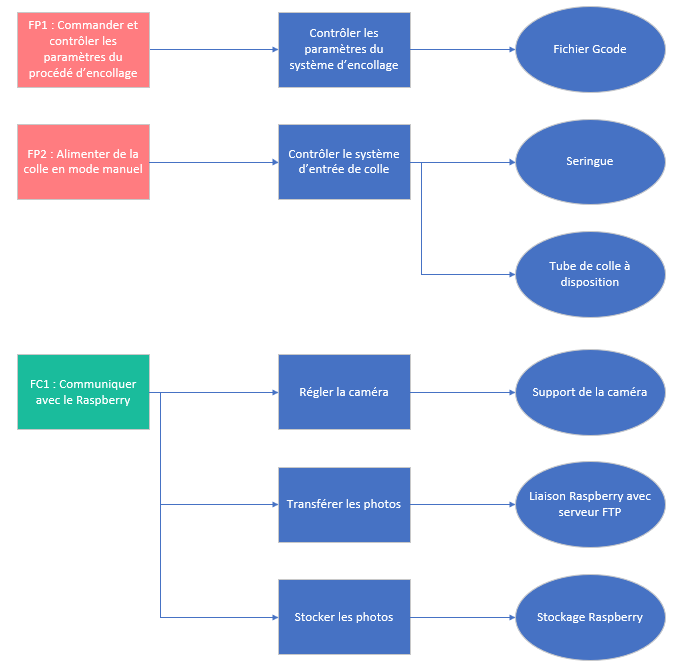 FP1 : Commander et
contrôler les
paramètres du
procédé d'encollage
Contrôler les
paramètres du
système d'encollage
Fichier Gcode
FP2 : Alimenter de la
colle en mode manuel
Contrôler le système
d'entrée de colle
Seringue
Tube de colle à
disposition
FC1 : Communiquer
avec le Raspberry
Régler la caméra
Support de la caméra
Transférer les photos
Liaison Raspberry avec
serveur FTP
Stocker les photos
Stockage Raspberry